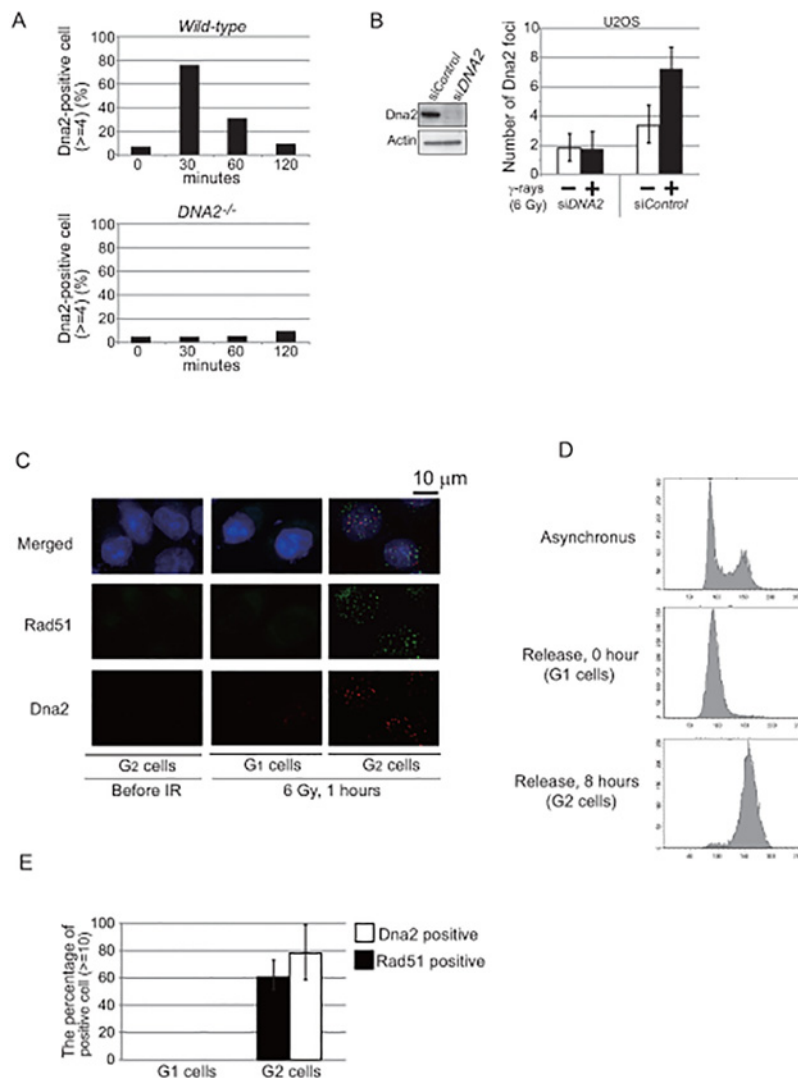 A
Wild-type
Dna2-positive cell
(>=4) (%)
100
80
60
40
20
0
0 30 60 120
minutes
DNA2-/-
Dna2-positive cell
(>=4) (%)
100
80
60
40
20
0
0 30 60 120
minutes
B
siControl
siDNA2
Dna2
Actin
U2OS
Number of Dna2 foci
10
8
6
4
2
0
γ-rays
(6 Gy)
− + − +
siDNA2 siControl
C
10 μm
Merged
Rad51
Dna2
G2 cells G1 cells G2 cells
Before IR 6 Gy, 1 hours
D
Asynchronus
Release, 0 hour
(G1 cells)
Release, 8 hours
(G2 cells)
E
The percentage of
positive cell (>=10)
100
80
60
40
20
0
G1 cells G2 cells
Dna2 positive
Rad51 positive